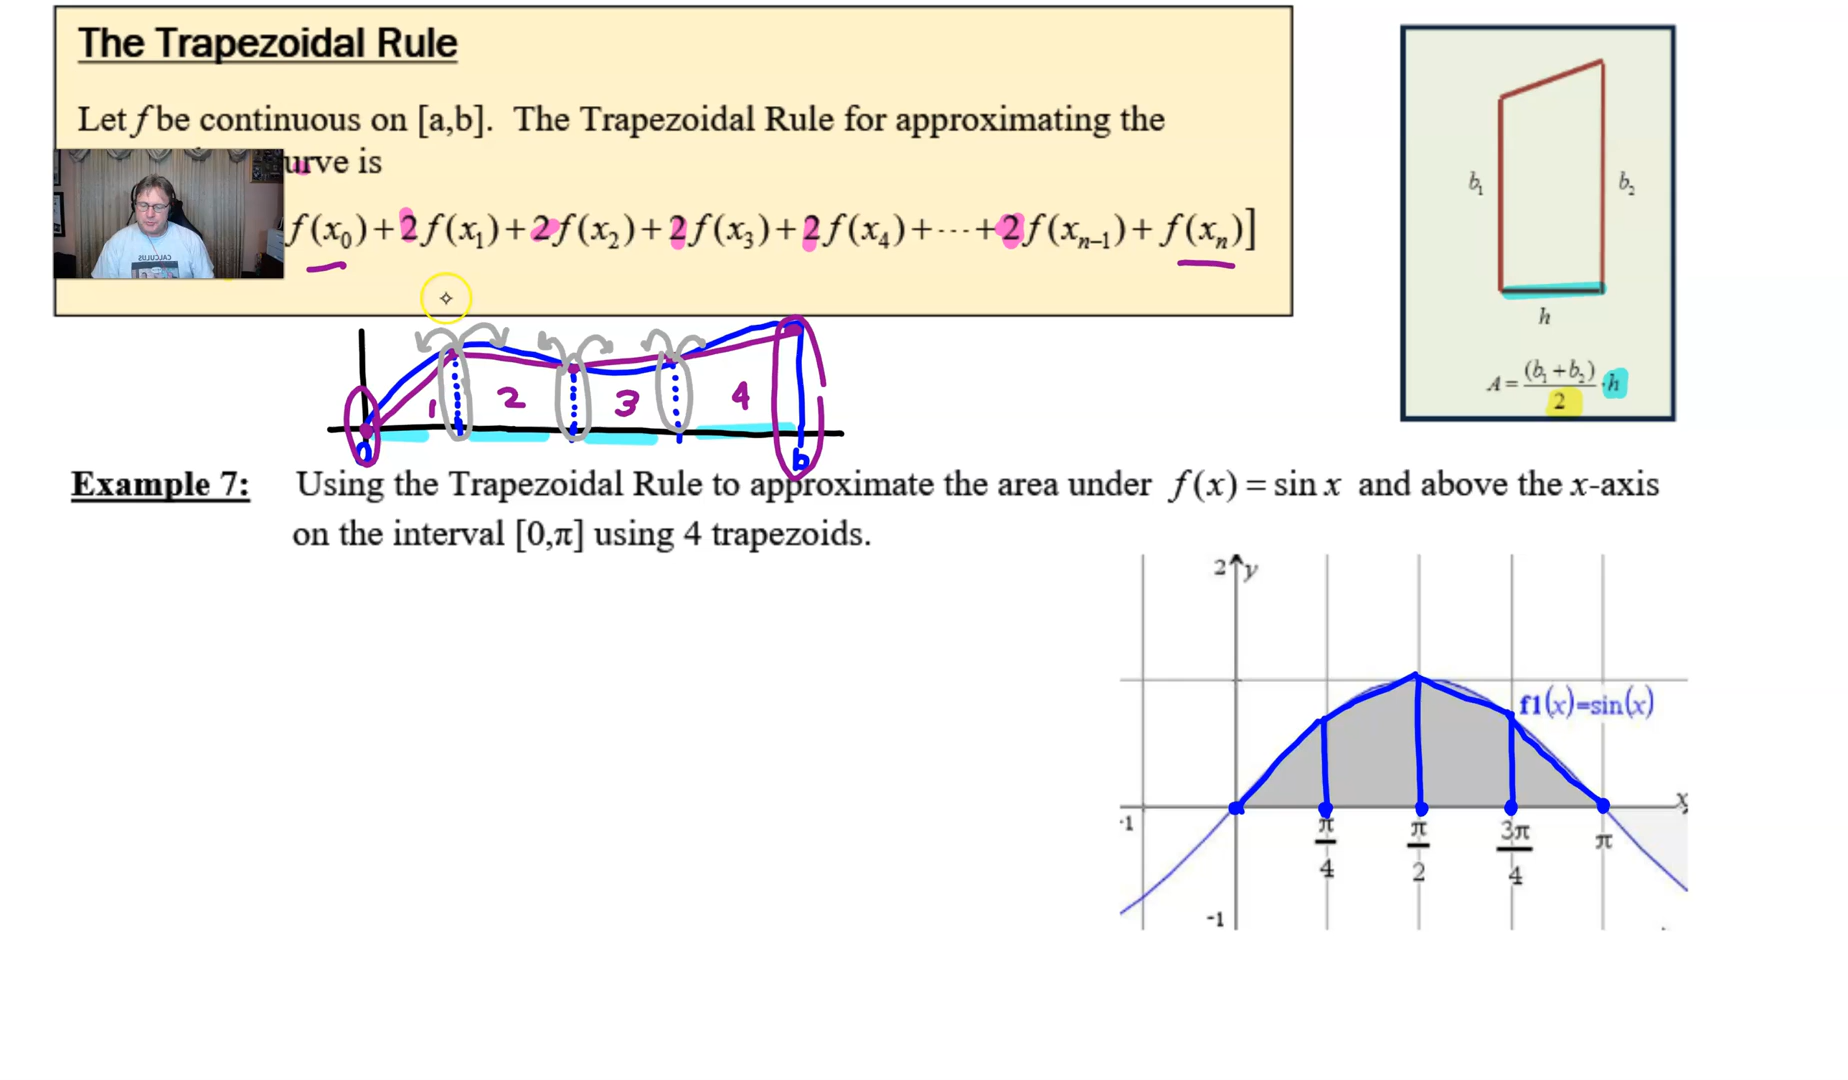 The Trapezoidal Rule
Let f be continuous on [a,b]. The Trapezoidal Rule for approximating the
urve is
f(x₀)+2f(x₁)+2f(x₂)+2f(x₃)+2f(x₄)+⋯+2f(xₙ₋₁)+f(xₙ)]
CALCULUS
b₁
b₂
h
A = (b₁+b₂)/2 · h
1 2 3 4
b
Example 7: Using the Trapezoidal Rule to approximate the area under f(x) = sin x and above the x-axis
on the interval [0,π] using 4 trapezoids.
2 y
f1(x)=sin(x)
x
-1
π/4 π/2 3π/4 π
-1